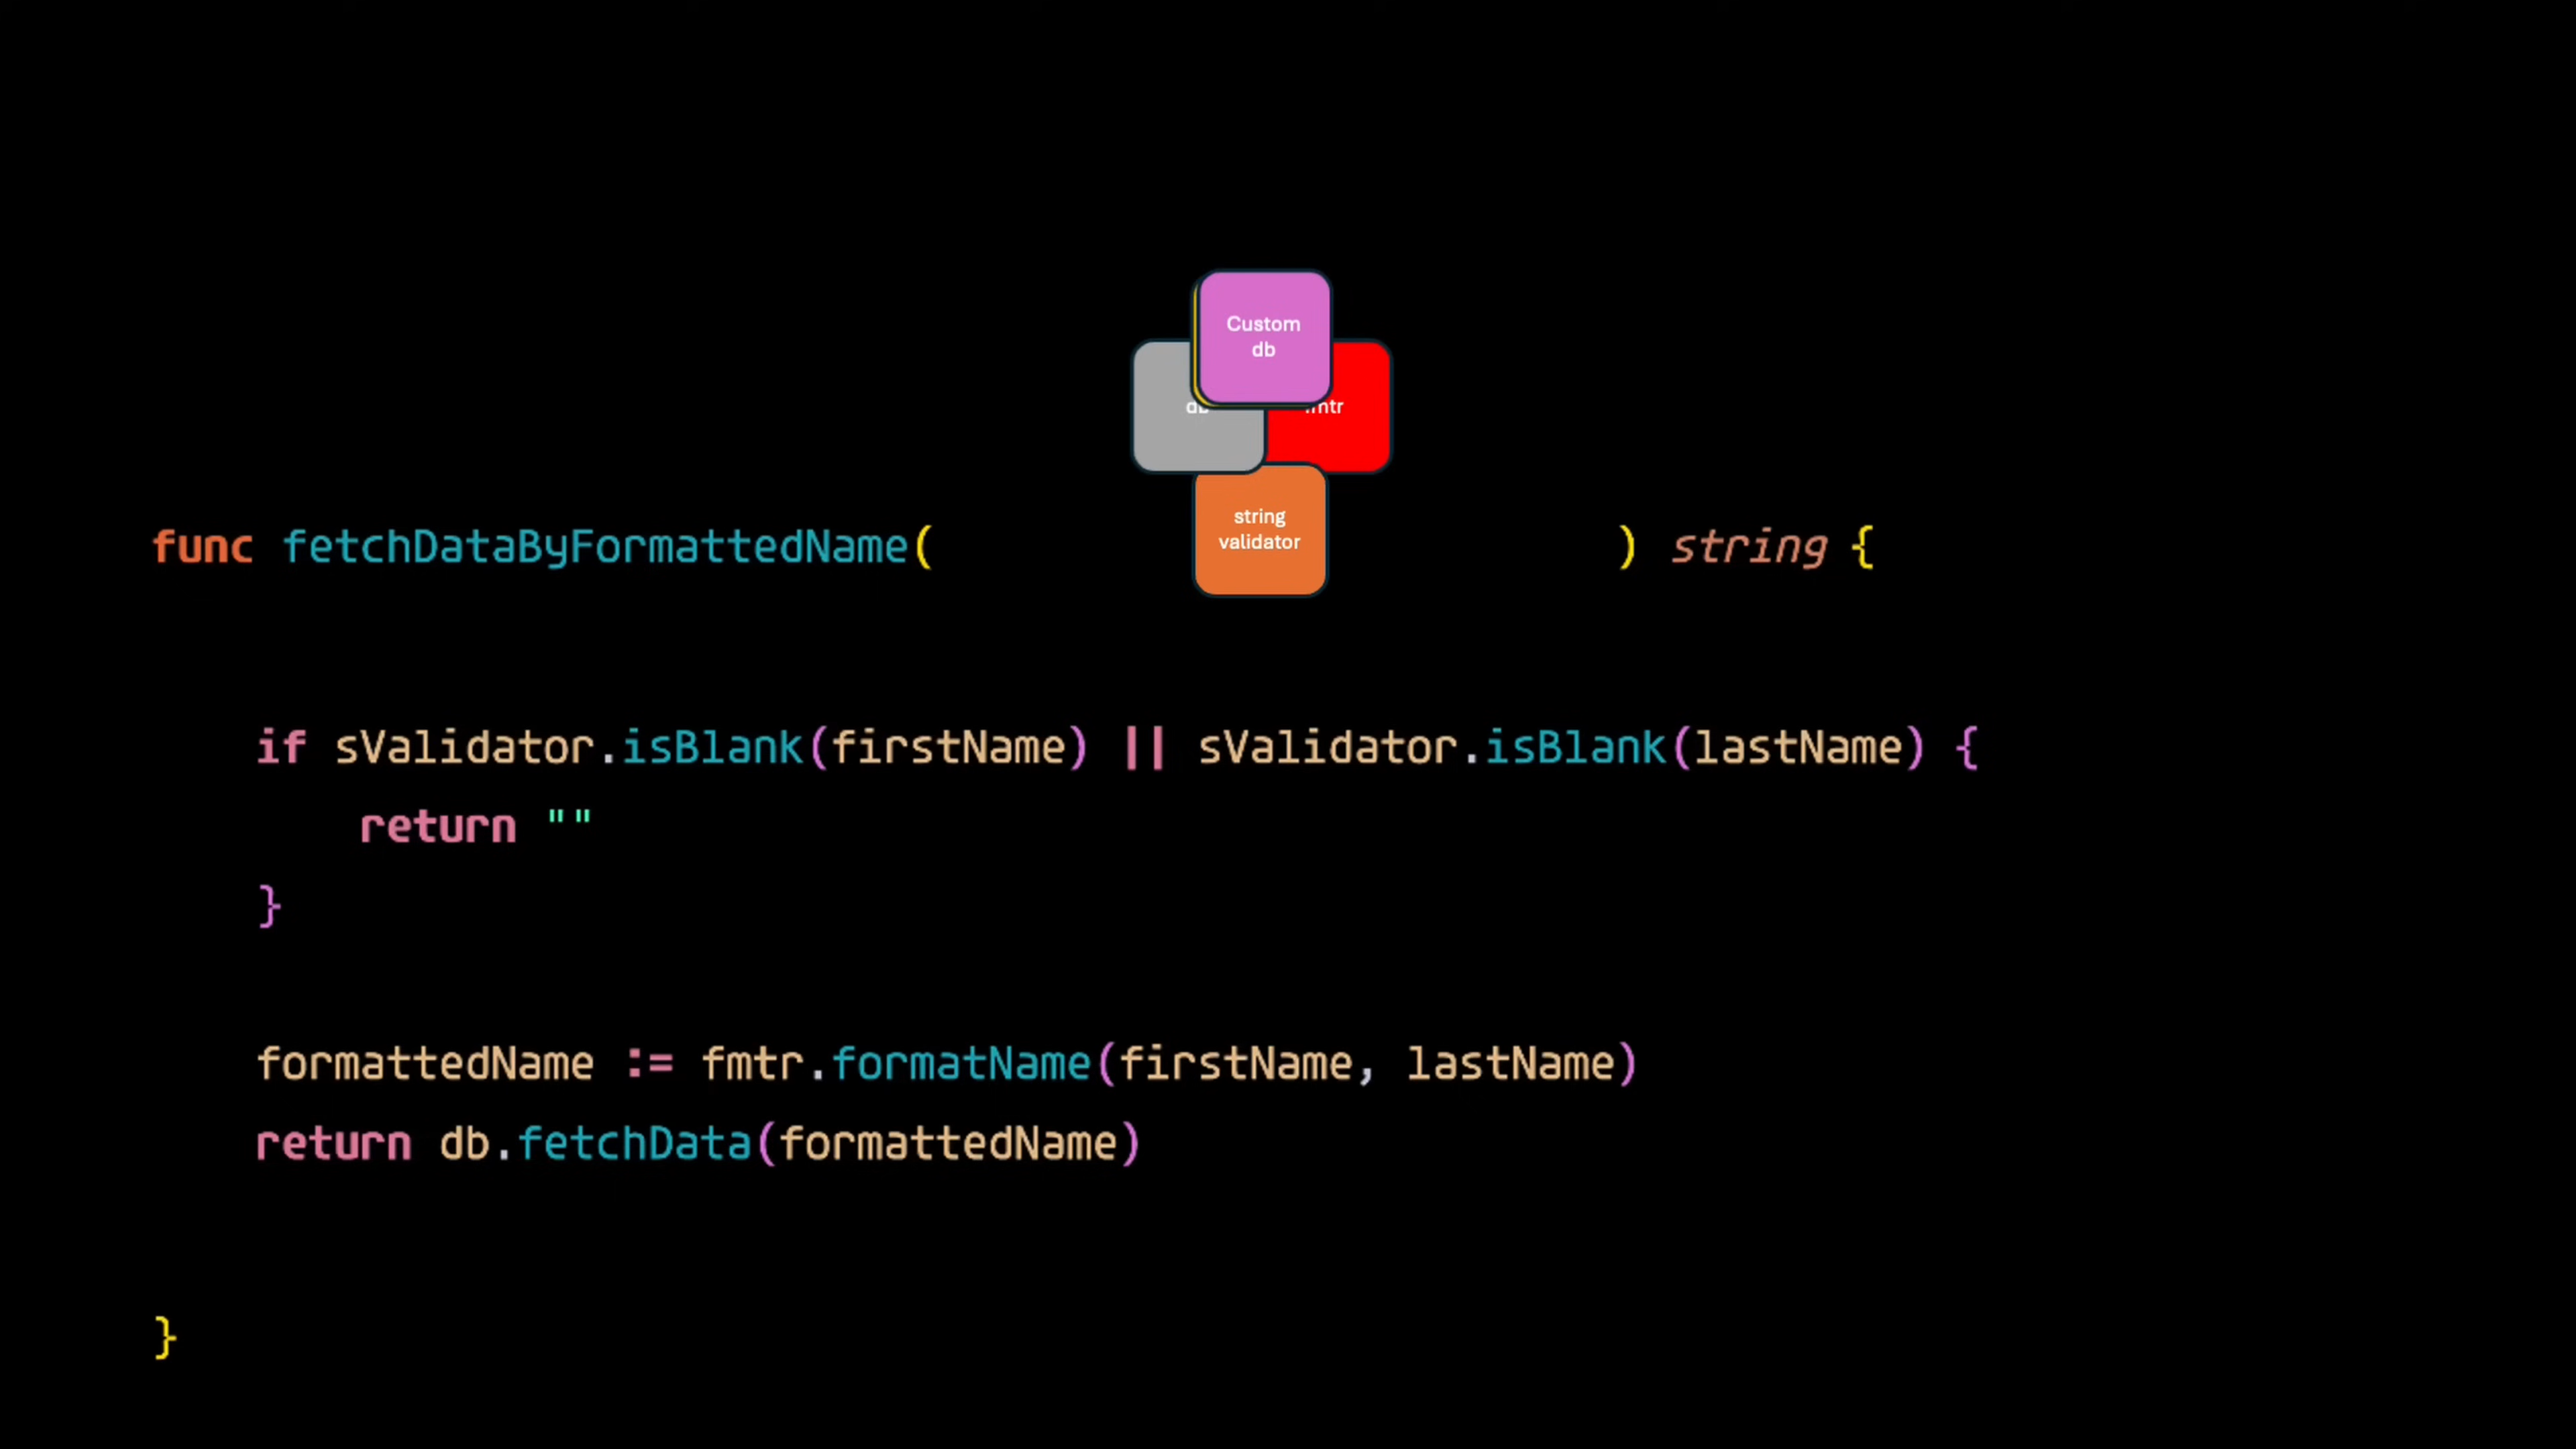 Custom
db
string
validator
func fetchDataByFormattedName( ) string {
if sValidator.isBlank(firstName) || sValidator.isBlank(lastName) {
return ""
}
formattedName := fmtr.formatName(firstName, lastName)
return db.fetchData(formattedName)
}